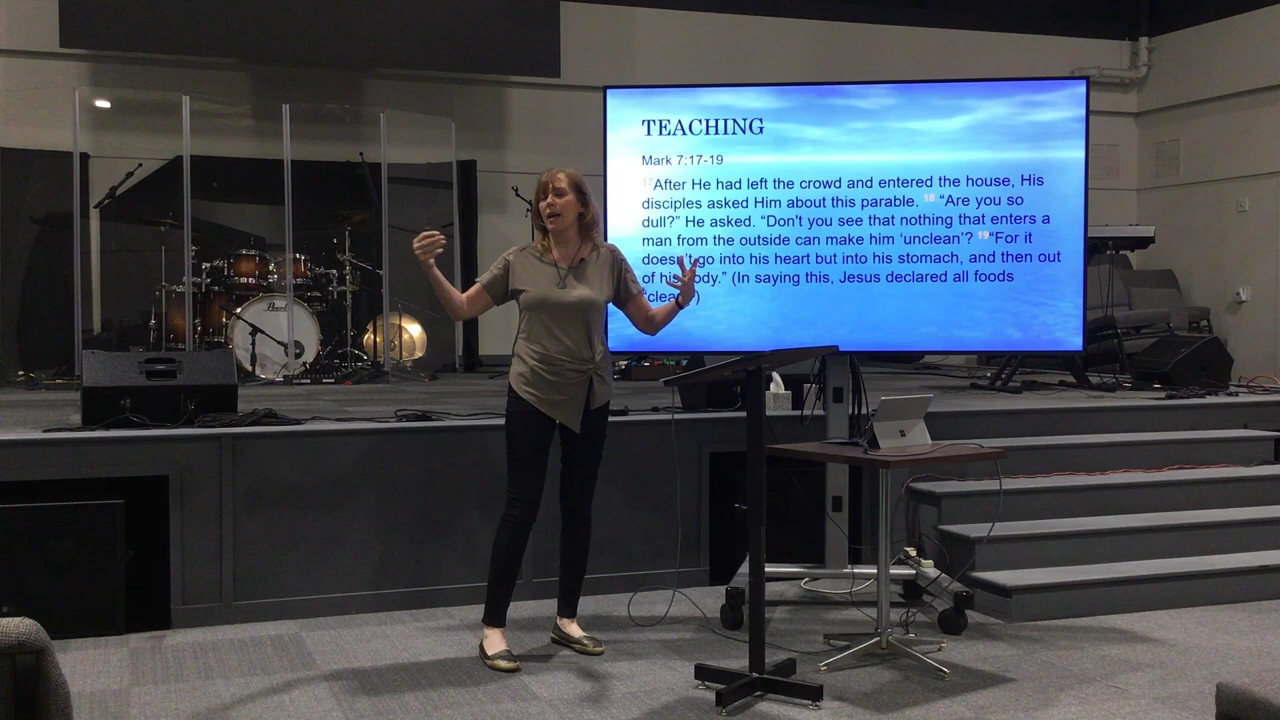 TEACHING
Mark 7:17-19
17After He had left the crowd and entered the house, His
disciples asked Him about this parable. 18 “Are you so
dull?” He asked. “Don't you see that nothing that enters a
man from the outside can make him ‘unclean’? 19“For it
doesn't go into his heart but into his stomach, and then out
of his body.” (In saying this, Jesus declared all foods
“clean”)
Pearl